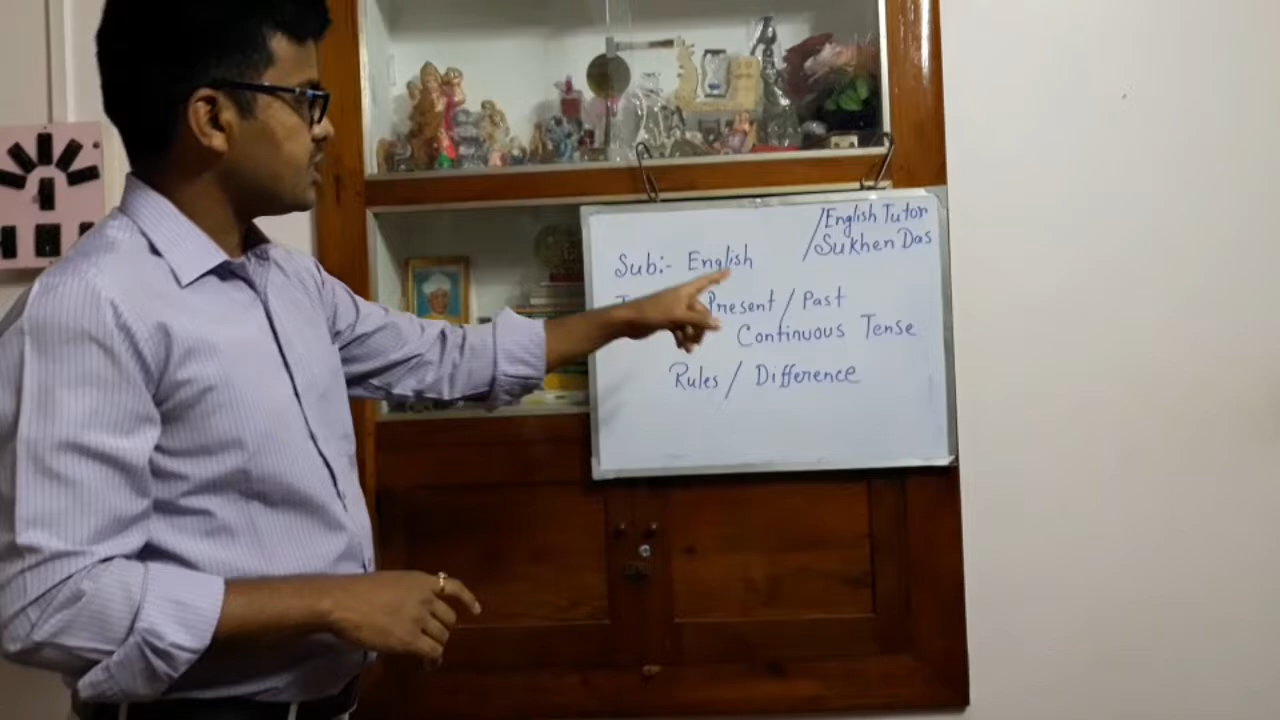 /English Tutor
/Sukhen Das
Sub:- English
Present / Past
Continuous Tense
Rules / Difference